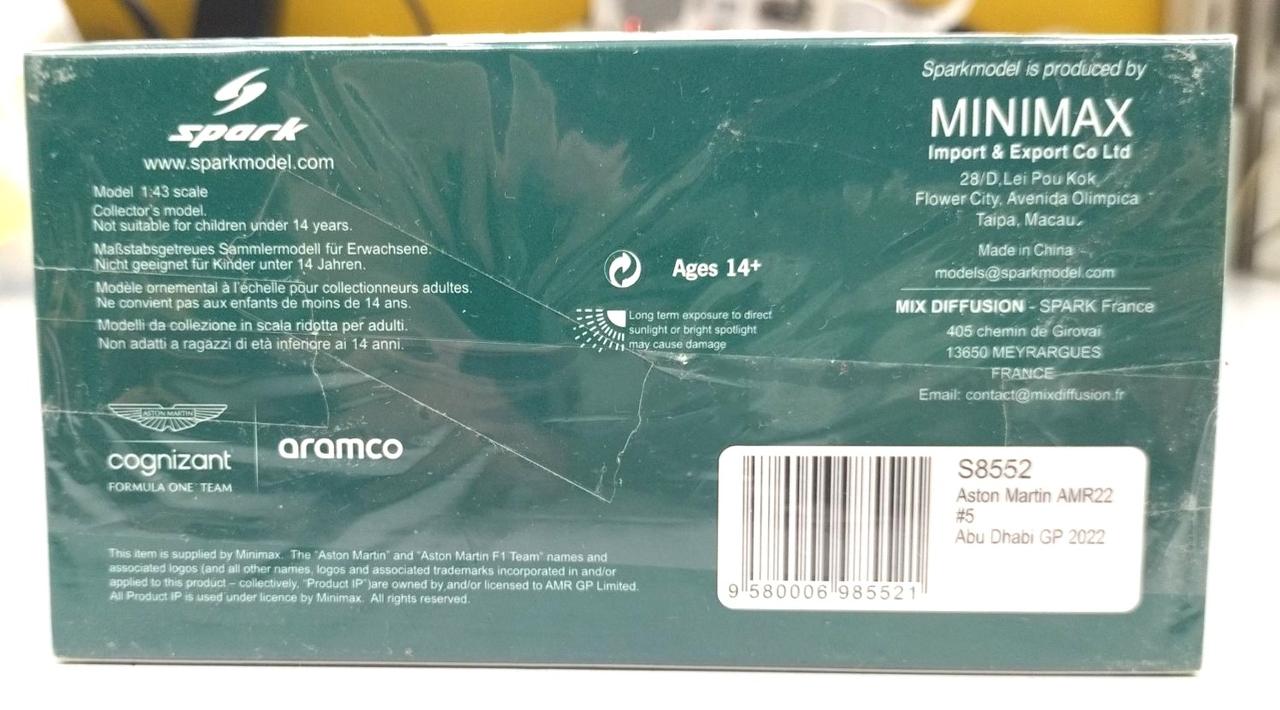 spark
www.sparkmodel.com
Model 1:43 scale
Collector's model.
Not suitable for children under 14 years.
Maßstabsgetreues Sammlermodell für Erwachsene.
Nicht geeignet für Kinder unter 14 Jahren.
Modèle ornemental à l'échelle pour collectionneurs adultes.
Ne convient pas aux enfants de moins de 14 ans.
Modelli da collezione in scala ridotta per adulti.
Non adatti a ragazzi di età inferiore ai 14 anni.
ASTON MARTIN
cognizant
FORMULA ONE™ TEAM
aramco
This item is supplied by Minimax. The "Aston Martin" and "Aston Martin F1 Team" names and
associated logos (and all other names, logos and associated trademarks incorporated in and/or
applied to this product – collectively, "Product IP")are owned by and/or licensed to AMR GP Limited.
All Product IP is used under licence by Minimax. All rights reserved.
Ages 14+
Long term exposure to direct
sunlight or bright spotlight
may cause damage
Sparkmodel is produced by
MINIMAX
Import & Export Co Ltd
28/D,Lei Pou Kok,
Flower City, Avenida Olimpica
Taipa, Macau.
Made in China
models@sparkmodel.com
MIX DIFFUSION - SPARK France
405 chemin de Girovai
13650 MEYRARGUES
FRANCE
Email: contact@mixdiffusion.fr
S8552
Aston Martin AMR22
#5
Abu Dhabi GP 2022
9 580006 985521